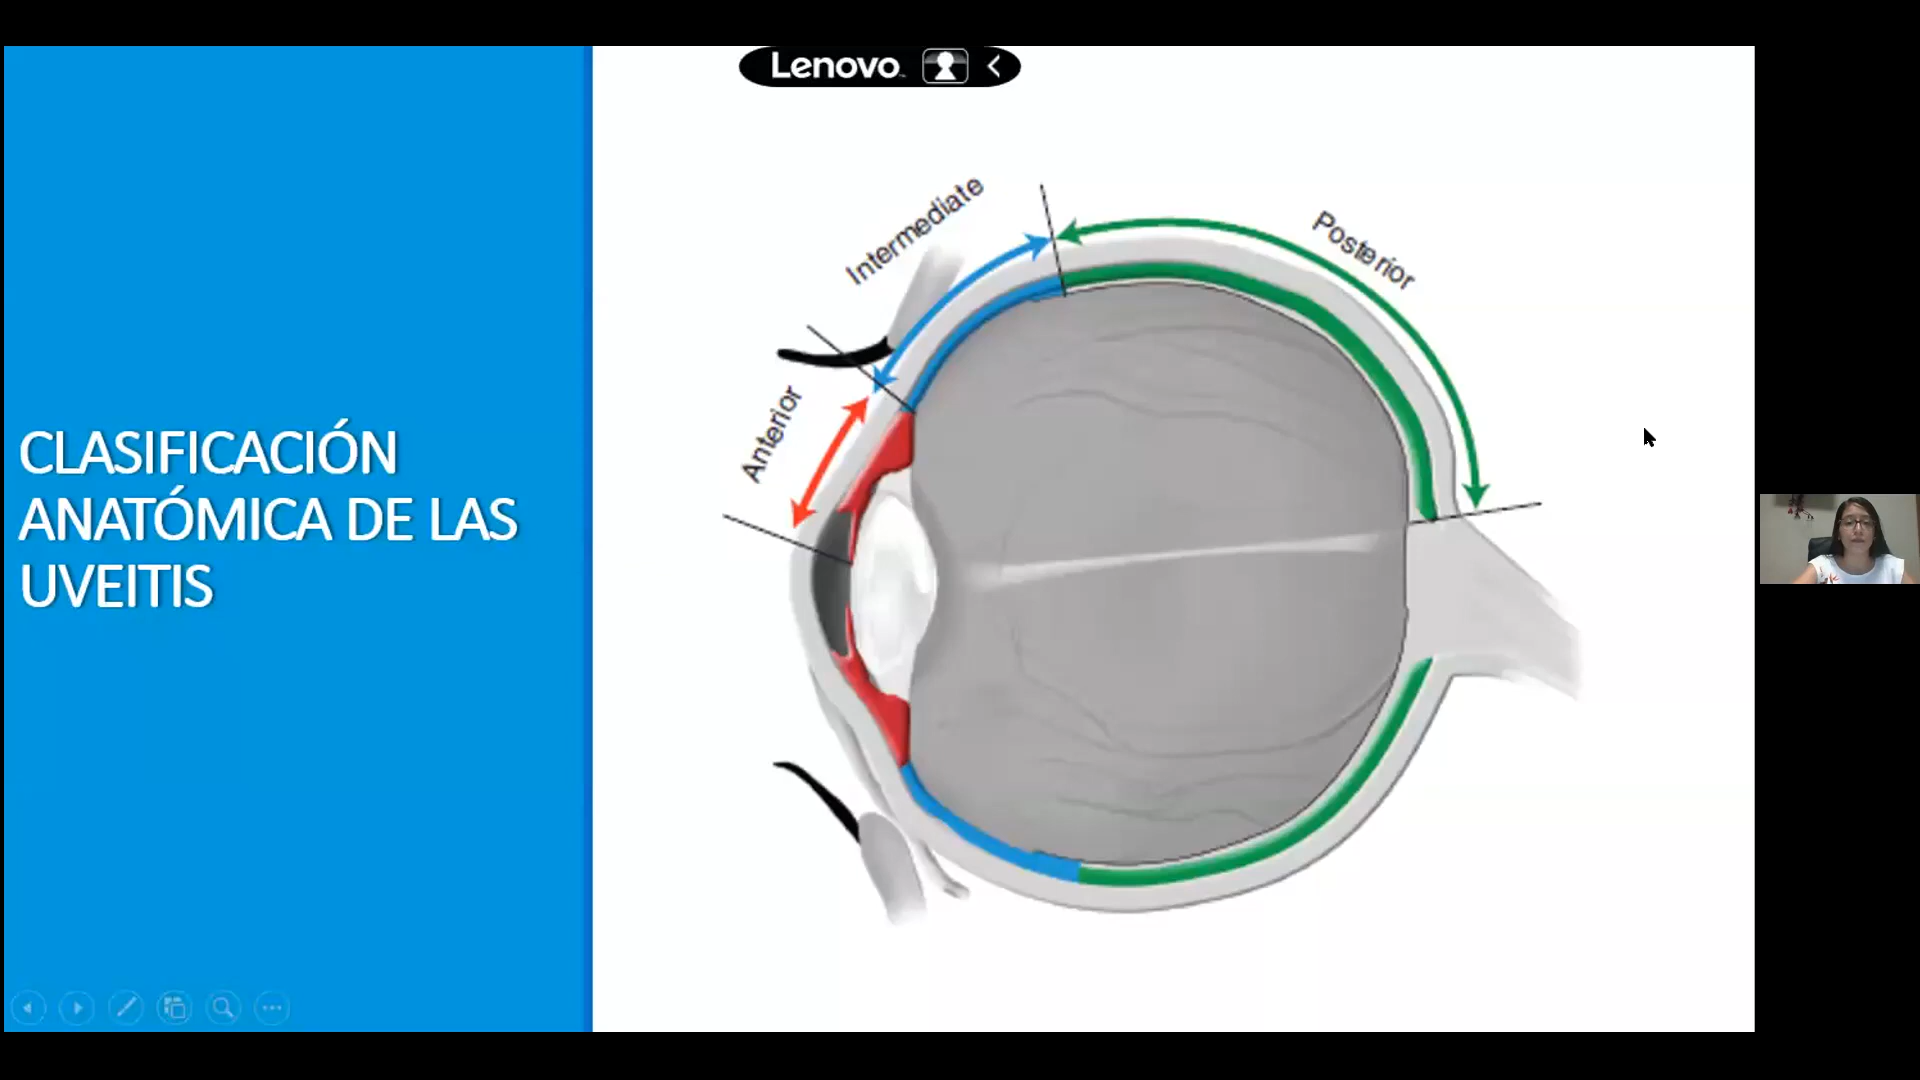 Lenovo
Intermediate
Posterior
Anterior
CLASIFICACIÓN
ANATÓMICA DE LAS
UVEITIS